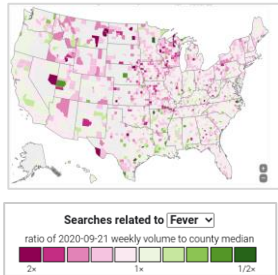 Searches related to Fever
ratio of 2020-09-21 weekly volume to county median
2× 1× 1/2×